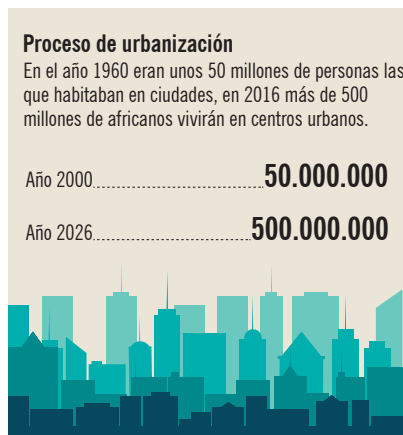 Proceso de urbanización
En el año 1960 eran unos 50 millones de personas las
que habitaban en ciudades, en 2016 más de 500
millones de africanos vivirán en centros urbanos.
Año 2000 50.000.000
Año 2026 500.000.000